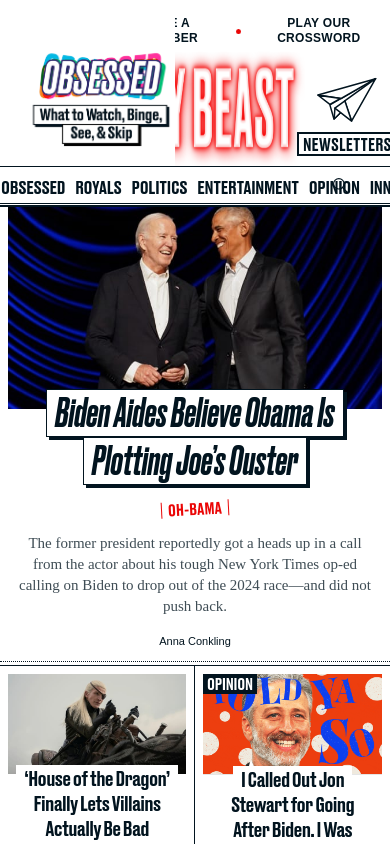 E A
BER
PLAY OUR
CROSSWORD
OBSESSED
What to Watch, Binge,
See, & Skip
Y BEAST
NEWSLETTERS
OBSESSED ROYALS POLITICS ENTERTAINMENT OPINION INN
Biden Aides Believe Obama Is
Plotting Joe's Ouster
OH-BAMA
The former president reportedly got a heads up in a call
from the actor about his tough New York Times op-ed
calling on Biden to drop out of the 2024 race—and did not
push back.
Anna Conkling
‘House of the Dragon’
Finally Lets Villains
Actually Be Bad
OPINION
TOLD YA
SO
I Called Out Jon
Stewart for Going
After Biden. I Was